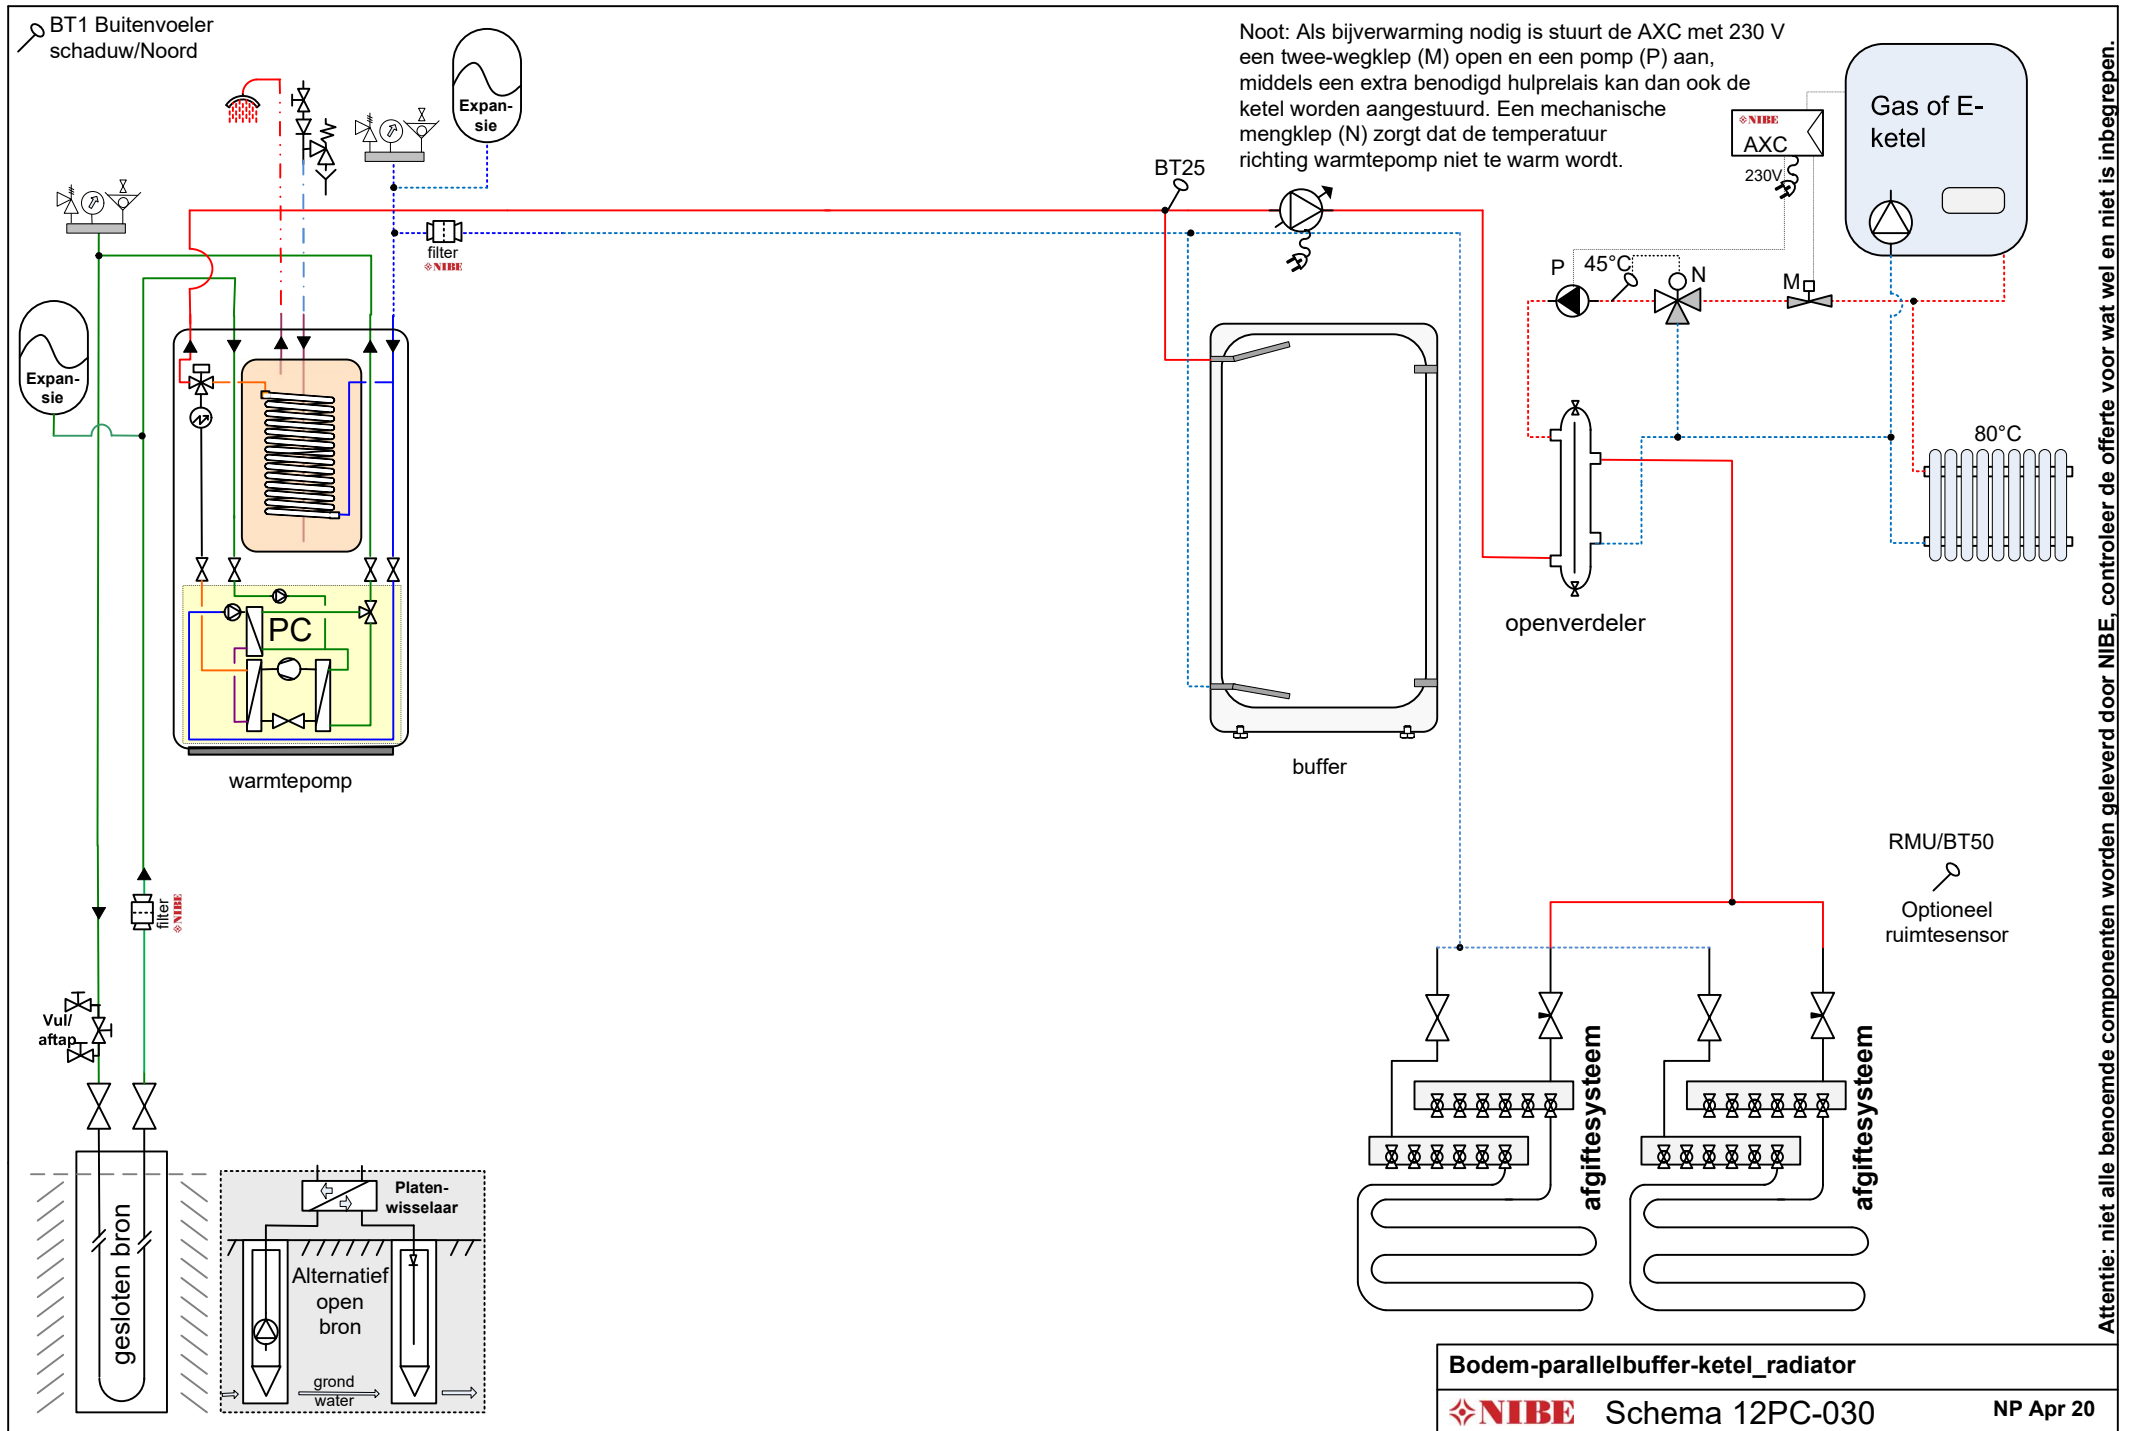 BT1 Buitenvoeler
schaduw/Noord
Expan-
sie
Noot: Als bijverwarming nodig is stuurt de AXC met 230 V
een twee-wegklep (M) open en een pomp (P) aan,
middels een extra benodigd hulprelais kan dan ook de
ketel worden aangestuurd. Een mechanische
mengklep (N) zorgt dat de temperatuur
richting warmtepomp niet te warm wordt.
Gas of E-
ketel
NIBE
AXC
230V
BT25
filter
NIBE
P
45°C
N
M
Expan-
sie
80°C
PC
openverdeler
warmtepomp
buffer
RMU/BT50
Optioneel
ruimtesensor
filter
NIBE
Vul/
aftap
afgiftesysteem
afgiftesysteem
gesloten bron
Platen-
wisselaar
Alternatief
open
bron
grond
water
Attentie: niet alle benoemde componenten worden geleverd door NIBE, controleer de offerte voor wat wel en niet is inbegrepen.
Bodem-parallelbuffer-ketel_radiator
NIBE Schema 12PC-030 NP Apr 20